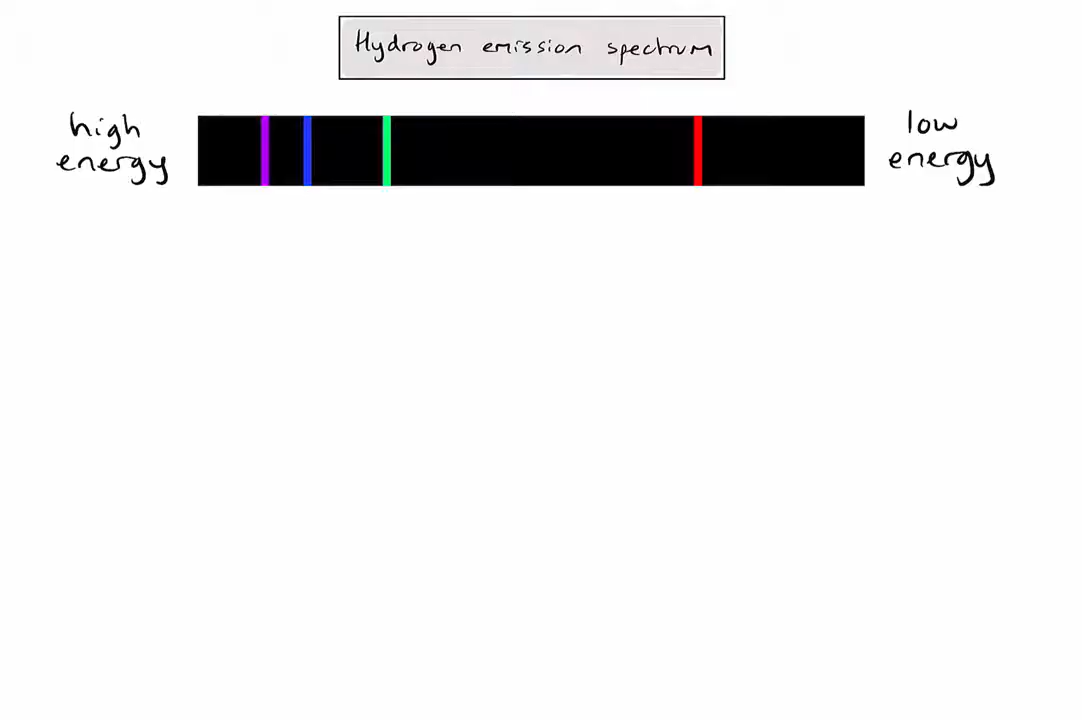 Hydrogen emission spectrum
high
energy
low
energy